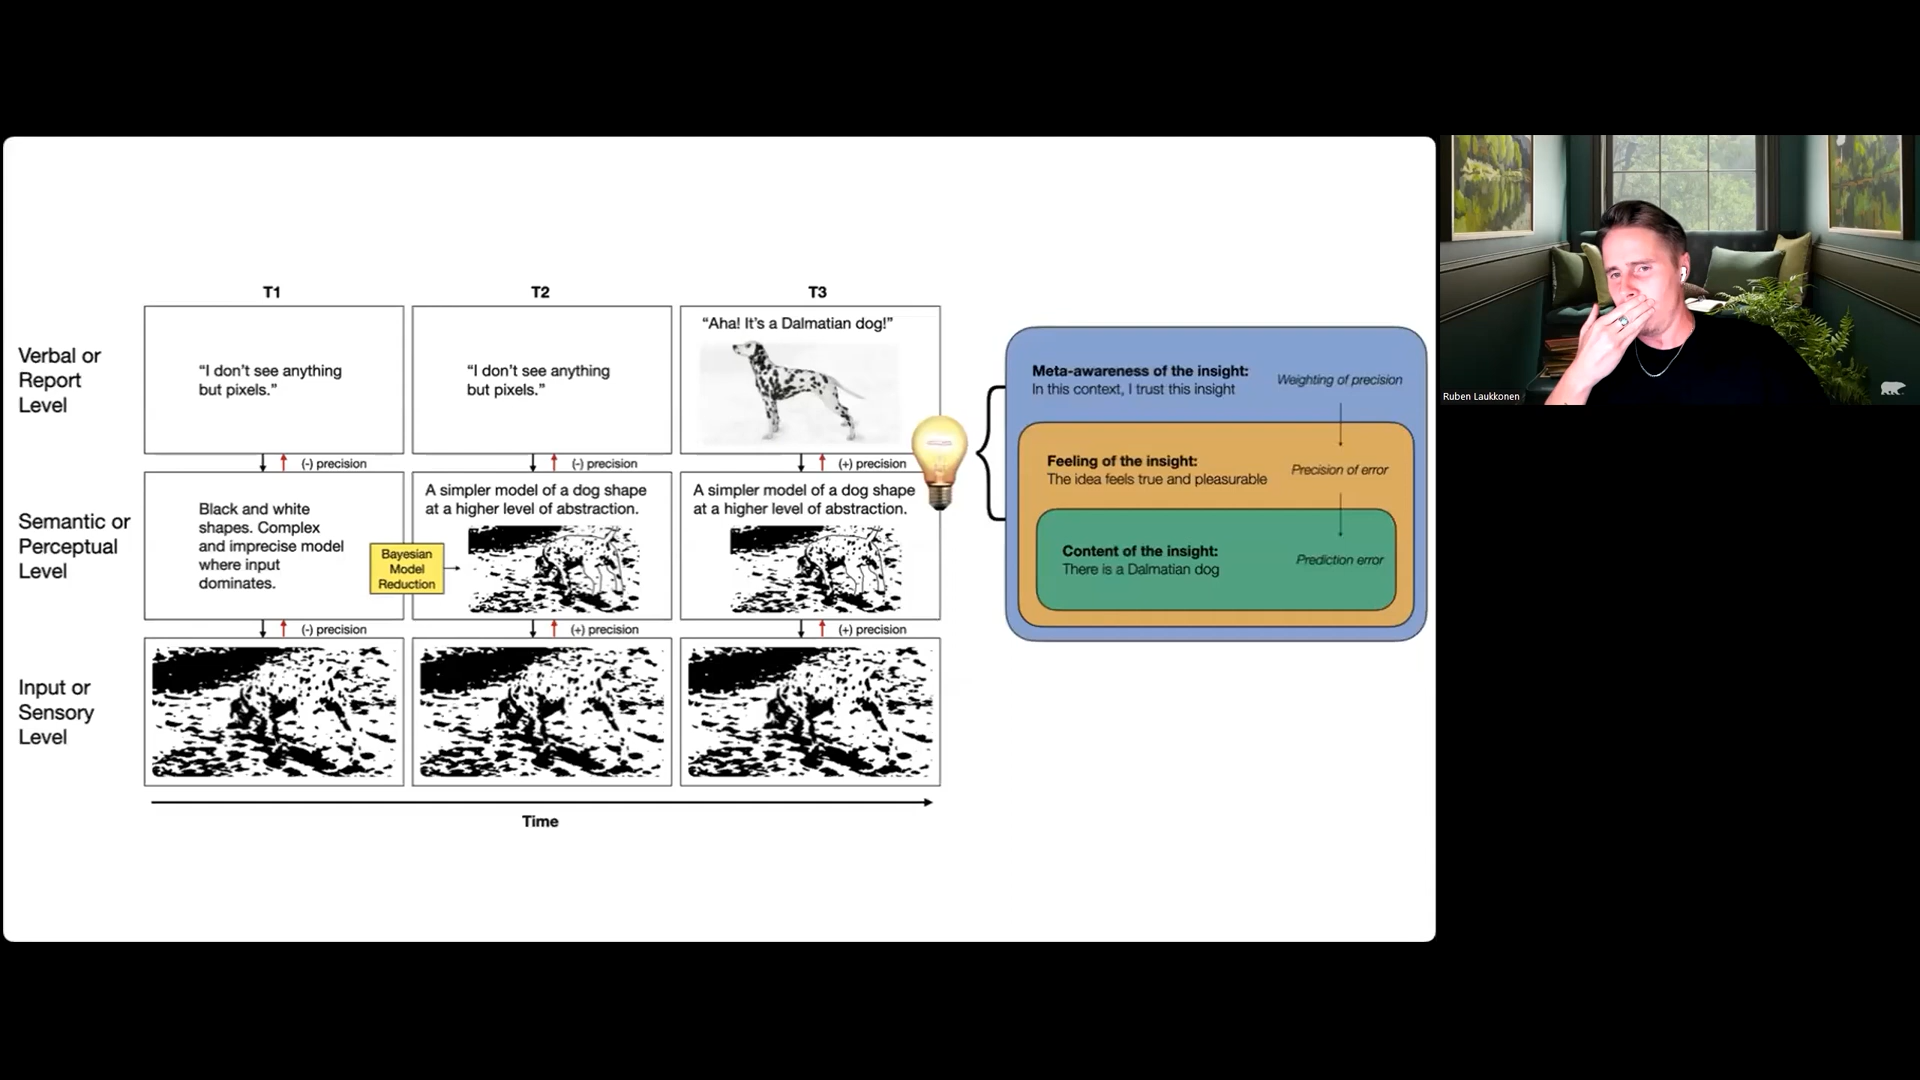 T1
T2
T3
Verbal or
Report
Level
“I don’t see anything
but pixels.”
“I don’t see anything
but pixels.”
“Aha! It’s a Dalmatian dog!”
(-) precision
(-) precision
(+) precision
Semantic or
Perceptual
Level
Black and white
shapes. Complex
and imprecise model
where input
dominates.
Bayesian
Model
Reduction
A simpler model of a dog shape
at a higher level of abstraction.
A simpler model of a dog shape
at a higher level of abstraction.
(-) precision
(+) precision
(+) precision
Input or
Sensory
Level
Time
Meta-awareness of the insight:
In this context, I trust this insight
Weighting of precision
Feeling of the insight:
The idea feels true and pleasurable
Precision of error
Content of the insight:
There is a Dalmatian dog
Prediction error
Ruben Laukkonen